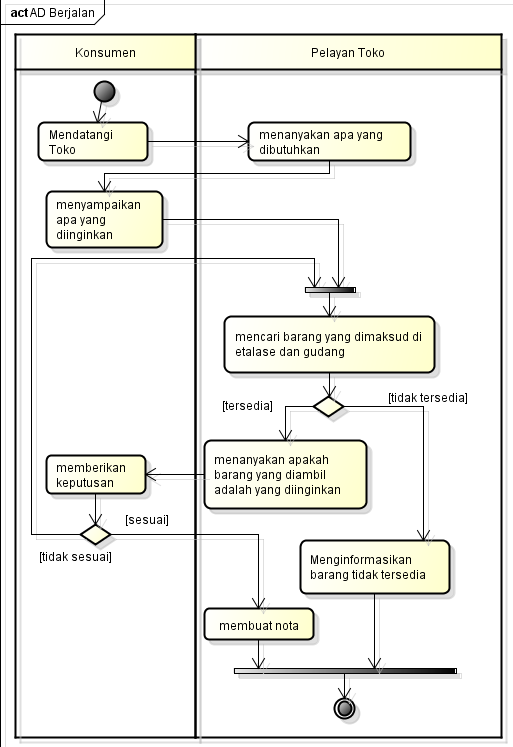 act AD Berjalan
Konsumen
Pelayan Toko
Mendatangi
Toko
menanyakan apa yang
dibutuhkan
menyampaikan
apa yang
diinginkan
mencari barang yang dimaksud di
etalase dan gudang
[tersedia]
[tidak tersedia]
menanyakan apakah
barang yang diambil
adalah yang diinginkan
memberikan
keputusan
[sesuai]
[tidak sesuai]
Menginformasikan
barang tidak tersedia
membuat nota